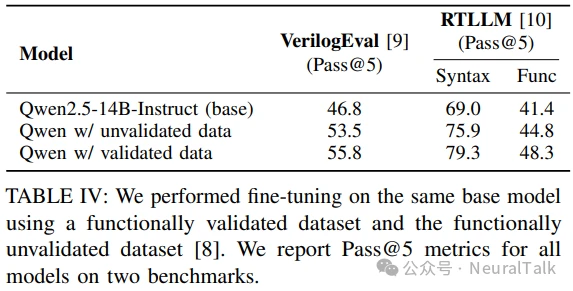 Model VerilogEval [9] (Pass@5) RTLLM [10] (Pass@5)
Syntax Func
Qwen2.5-14B-Instruct (base) 46.8 69.0 41.4
Qwen w/ unvalidated data 53.5 75.9 44.8
Qwen w/ validated data 55.8 79.3 48.3
TABLE IV: We performed fine-tuning on the same base model
using a functionally validated dataset and the functionally
unvalidated dataset [8]. We report Pass@5 metrics for all
models on two benchmarks.
公众号 · NeuralTalk